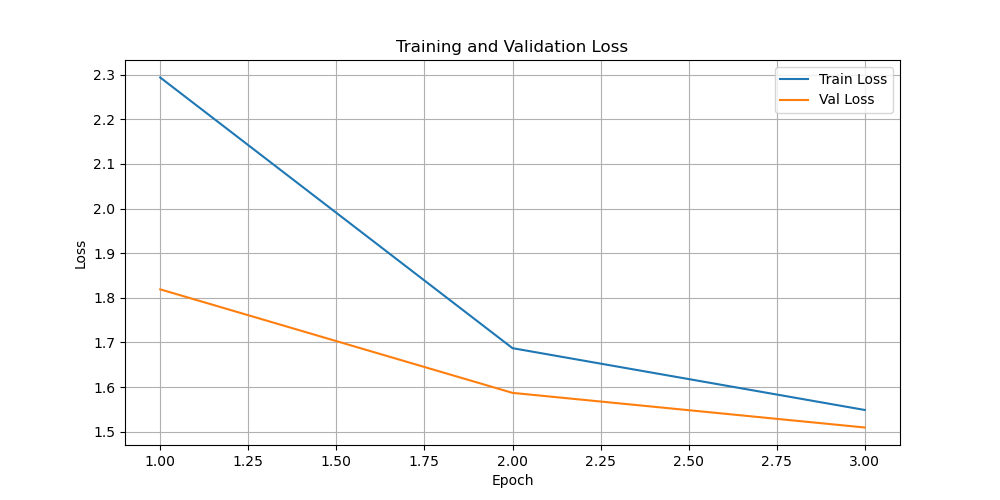 Training and Validation Loss
Train Loss
Val Loss
2.3
2.2
2.1
2.0
1.9
1.8
1.7
1.6
1.5
Loss
1.00 1.25 1.50 1.75 2.00 2.25 2.50 2.75 3.00
Epoch